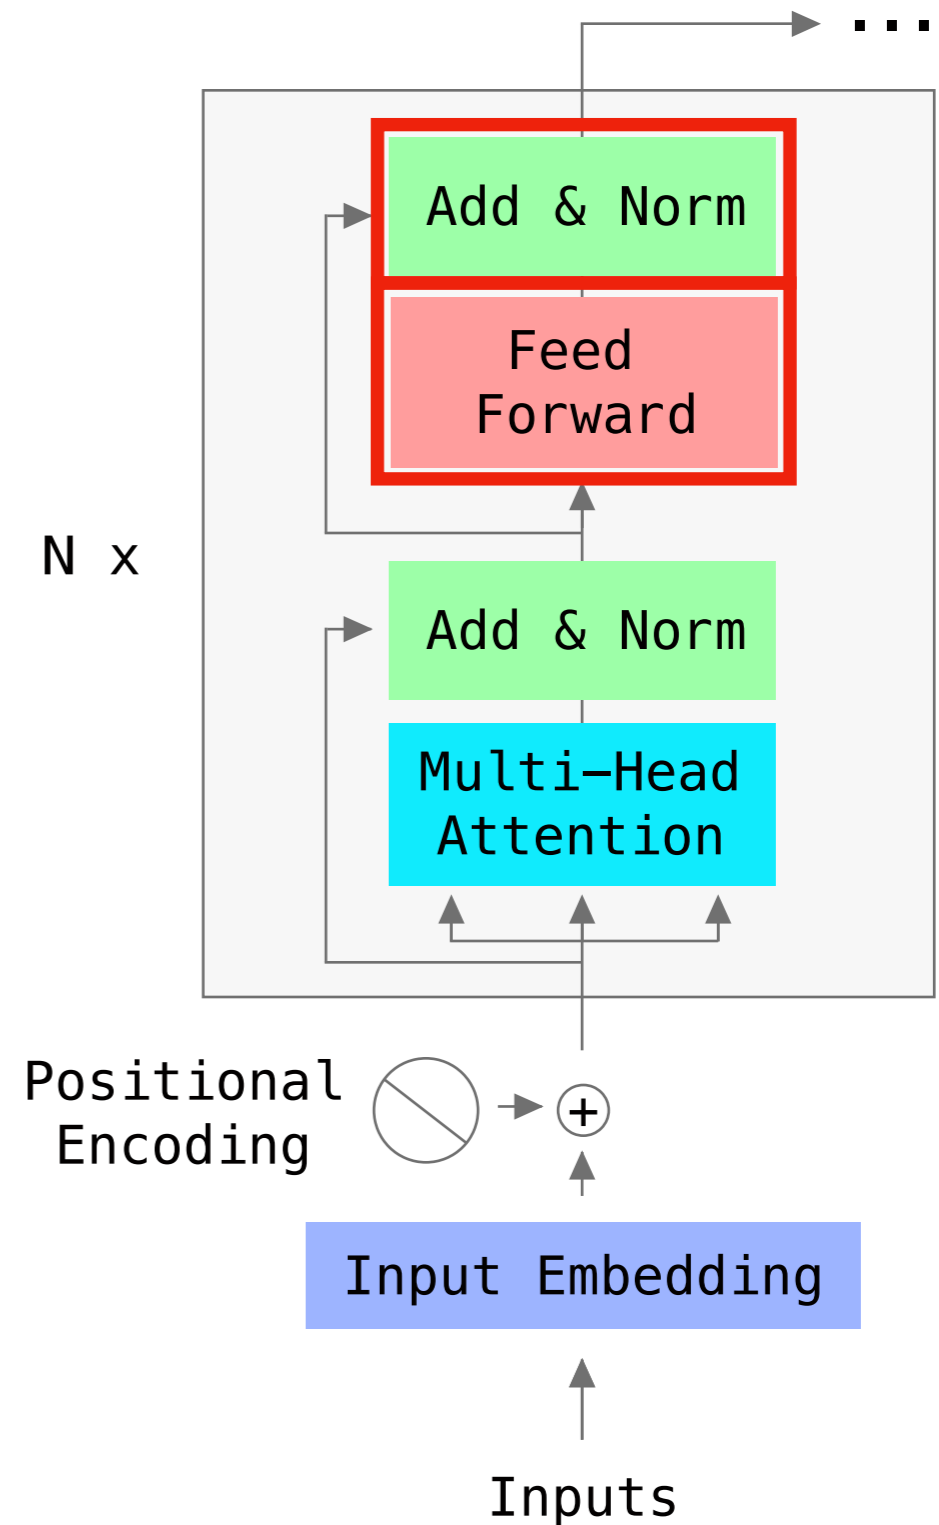 ...
Add & Norm
Feed
Forward
N x
Add & Norm
Multi-Head
Attention
Positional
Encoding
+
Input Embedding
Inputs